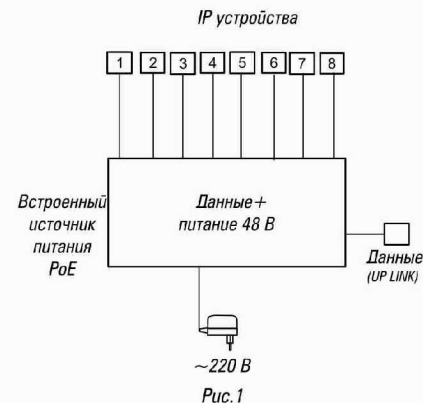 IP устройства
1 2 3 4 5 6 7 8
Встроенный
источник
питания
PoE
Данные+
питание 48 В
Данные
(UP LINK)
~220 В
Рис.1